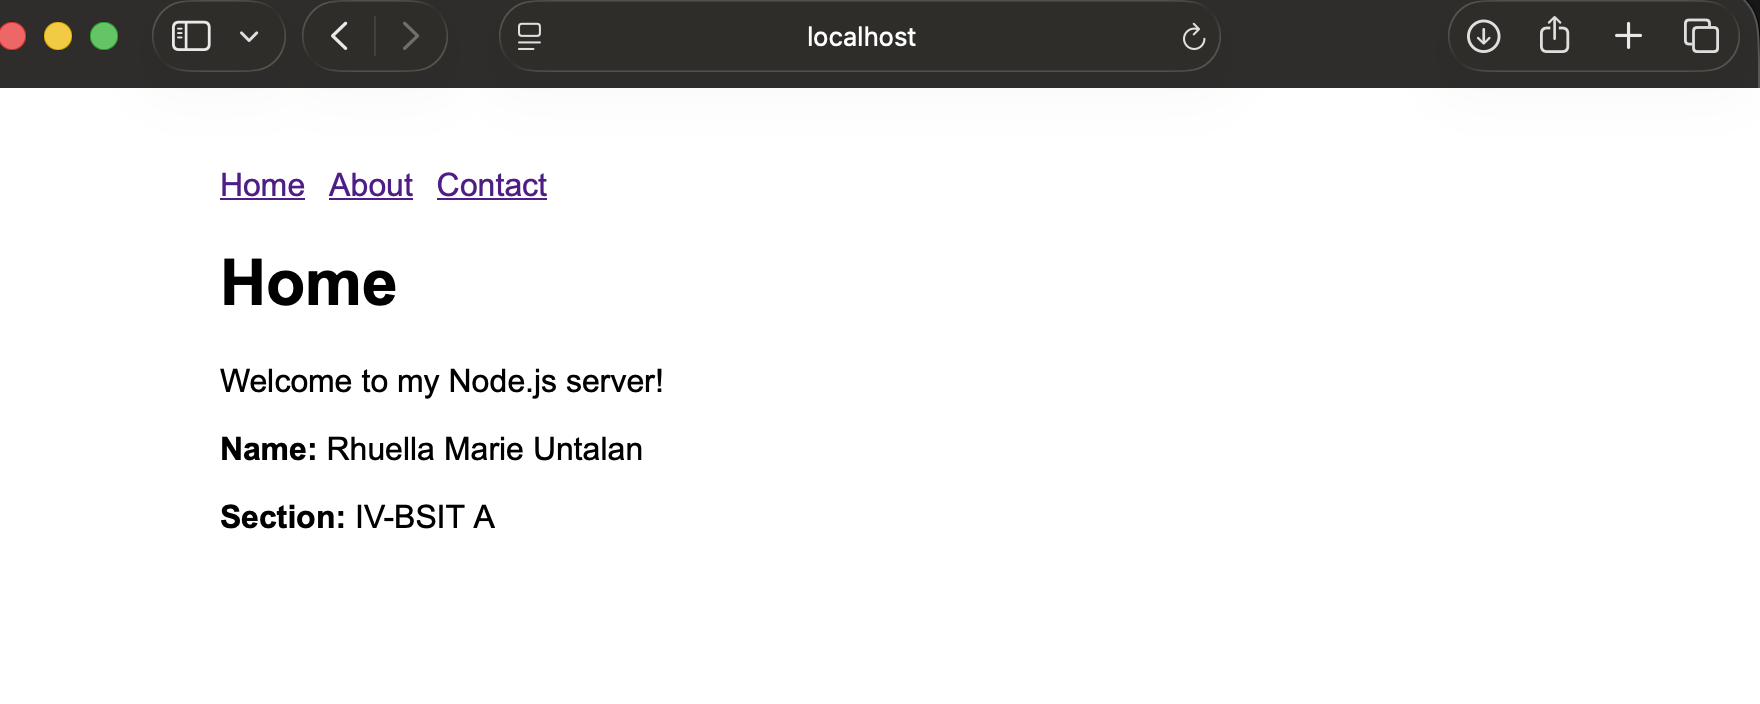 localhost
Home About Contact
Home
Welcome to my Node.js server!
Name: Rhuella Marie Untalan
Section: IV-BSIT A